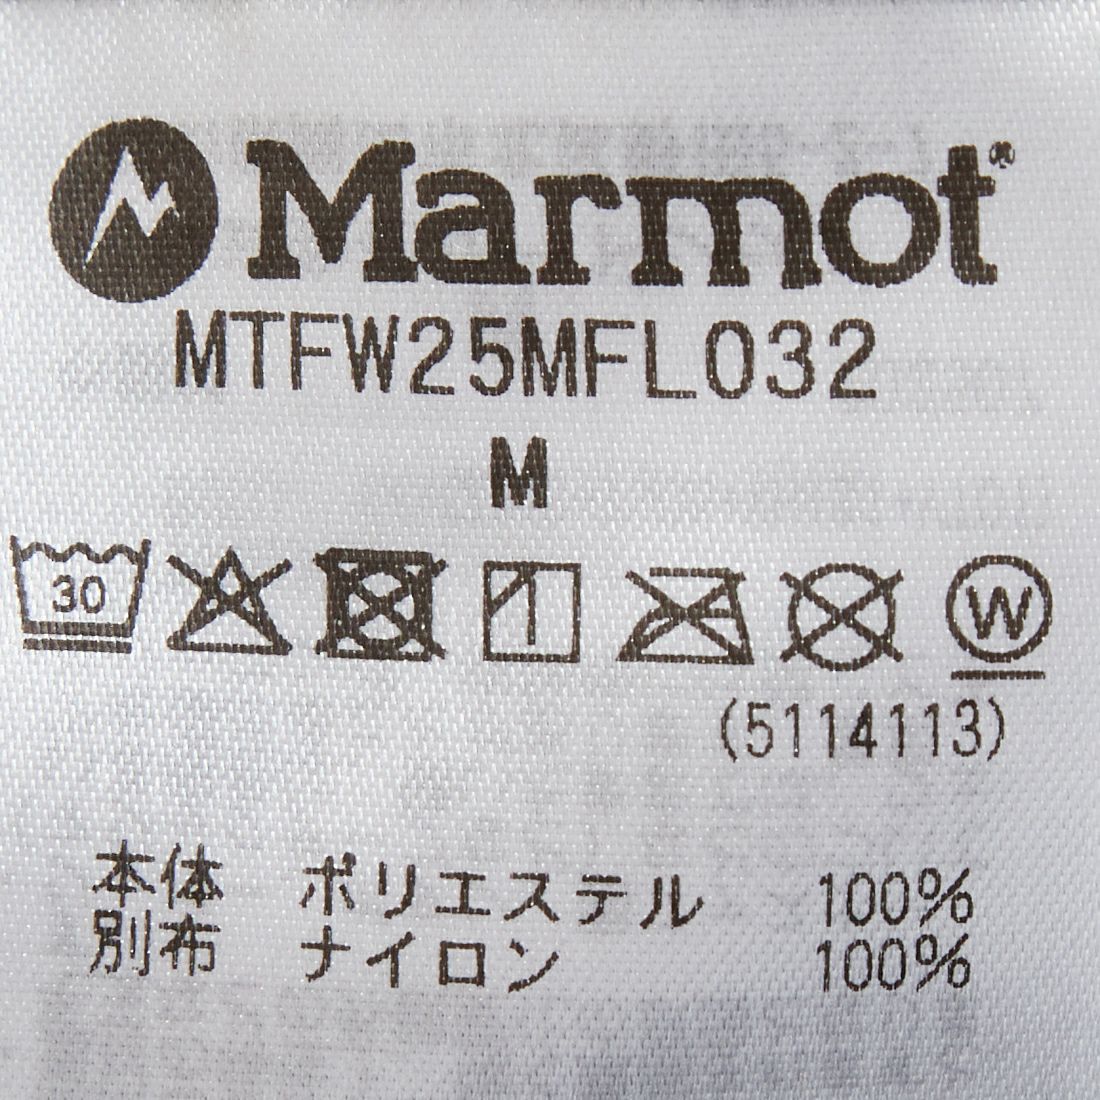 Marmot®
MTFW25MFL032
M
30 W
(5114113)
本体 ポリエステル 100%
別布 ナイロン 100%